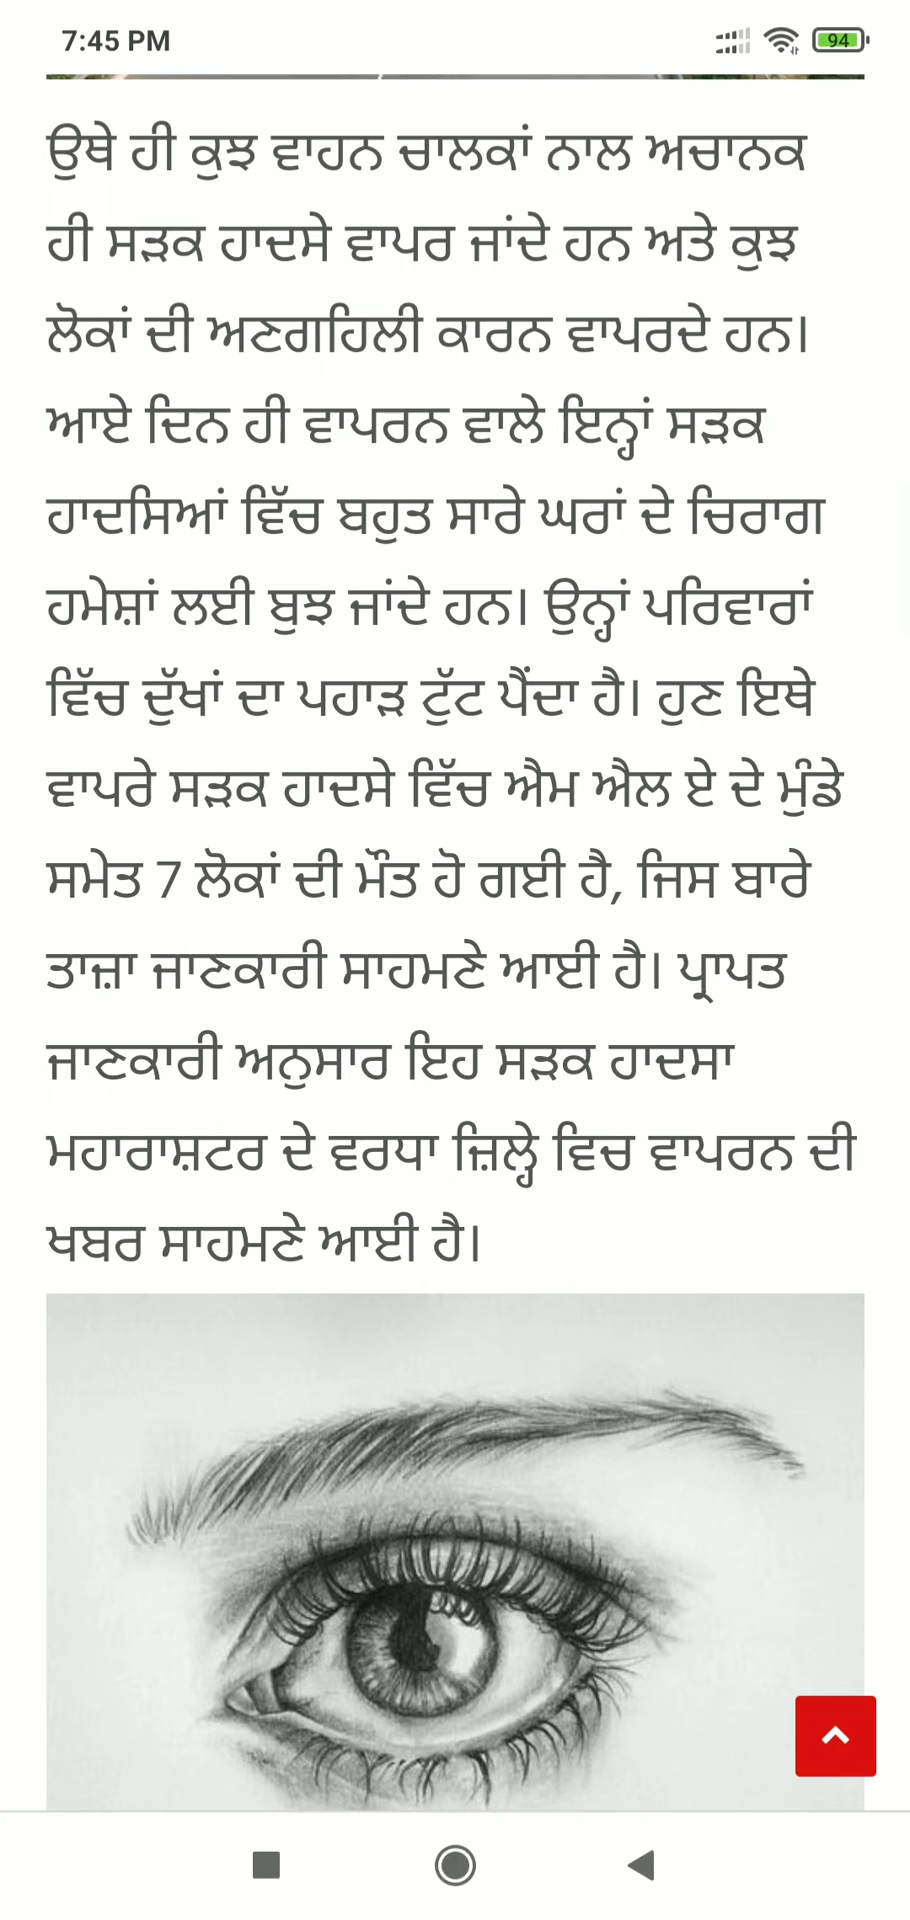 7:45 PM
94
ਉਥੇ ਹੀ ਕੁਝ ਵਾਹਨ ਚਾਲਕਾਂ ਨਾਲ ਅਚਾਨਕ
ਹੀ ਸੜਕ ਹਾਦਸੇ ਵਾਪਰ ਜਾਂਦੇ ਹਨ ਅਤੇ ਕੁਝ
ਲੋਕਾਂ ਦੀ ਅਣਗਹਿਲੀ ਕਾਰਨ ਵਾਪਰਦੇ ਹਨ।
ਆਏ ਦਿਨ ਹੀ ਵਾਪਰਨ ਵਾਲੇ ਇਨ੍ਹਾਂ ਸੜਕ
ਹਾਦਸਿਆਂ ਵਿੱਚ ਬਹੁਤ ਸਾਰੇ ਘਰਾਂ ਦੇ ਚਿਰਾਗ
ਹਮੇਸ਼ਾਂ ਲਈ ਬੁਝ ਜਾਂਦੇ ਹਨ। ਉਨ੍ਹਾਂ ਪਰਿਵਾਰਾਂ
ਵਿੱਚ ਦੁੱਖਾਂ ਦਾ ਪਹਾੜ ਟੁੱਟ ਪੈਂਦਾ ਹੈ। ਹੁਣ ਇਥੇ
ਵਾਪਰੇ ਸੜਕ ਹਾਦਸੇ ਵਿੱਚ ਐਮ ਐਲ ਏ ਦੇ ਮੁੰਡੇ
ਸਮੇਤ 7 ਲੋਕਾਂ ਦੀ ਮੌਤ ਹੋ ਗਈ ਹੈ, ਜਿਸ ਬਾਰੇ
ਤਾਜ਼ਾ ਜਾਣਕਾਰੀ ਸਾਹਮਣੇ ਆਈ ਹੈ। ਪ੍ਰਾਪਤ
ਜਾਣਕਾਰੀ ਅਨੁਸਾਰ ਇਹ ਸੜਕ ਹਾਦਸਾ
ਮਹਾਰਾਸ਼ਟਰ ਦੇ ਵਰਧਾ ਜ਼ਿਲ੍ਹੇ ਵਿਚ ਵਾਪਰਨ ਦੀ
ਖਬਰ ਸਾਹਮਣੇ ਆਈ ਹੈ।